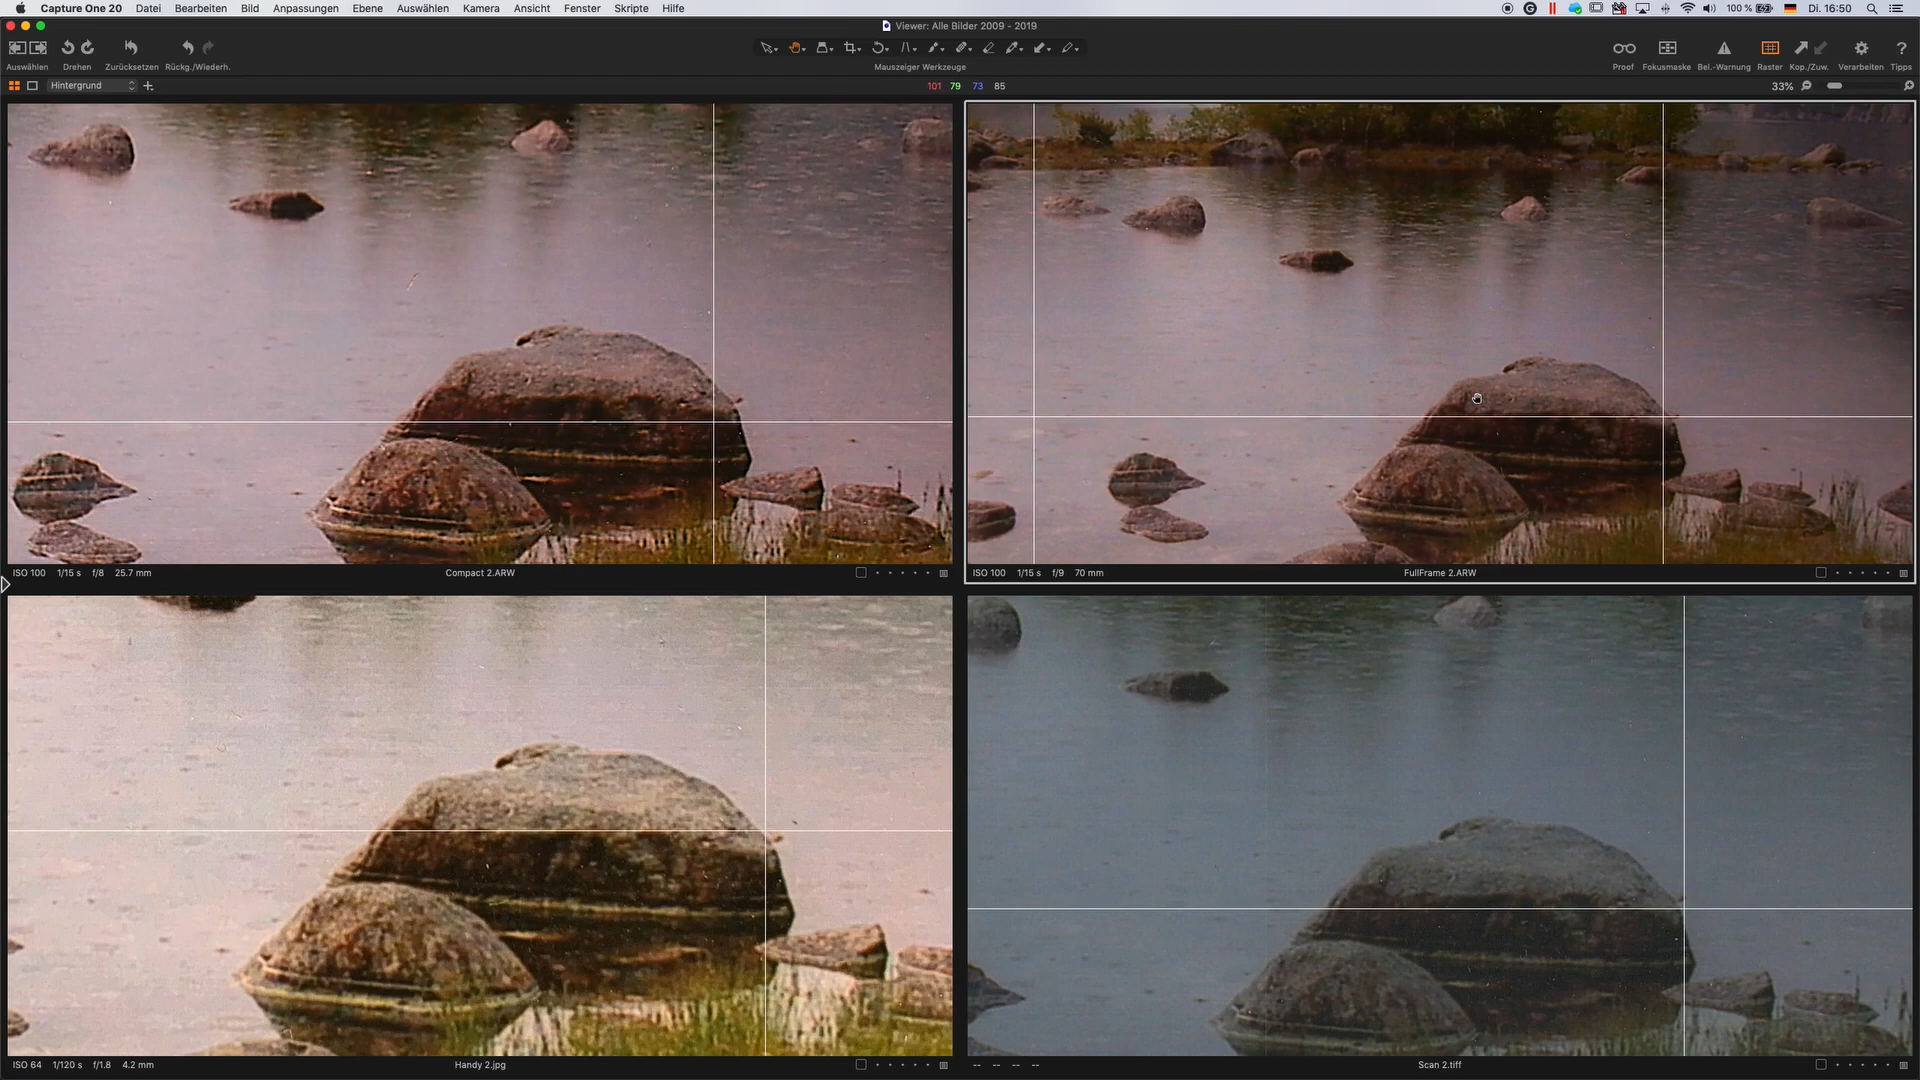 Capture One 20 Datei Bearbeiten Bild Anpassungen Ebene Auswählen Kamera Ansicht Fenster Skripte Hilfe 100 % Di. 16:50
Viewer: Alle Bilder 2009 - 2019
Auswählen Drehen Zurücksetzen Rückg./Wiederh. Mauszeiger Werkzeuge Proof Fokusmaske Bel.-Warnung Raster Kop./Zuw. Verarbeiten Tipps
Hintergrund 101 79 73 85 33%
ISO 100 1/15 s f/8 25.7 mm Compact 2.ARW
ISO 100 1/15 s f/9 70 mm FullFrame 2.ARW
ISO 64 1/120 s f/1.8 4.2 mm Handy 2.jpg
-- -- -- -- Scan 2.tiff